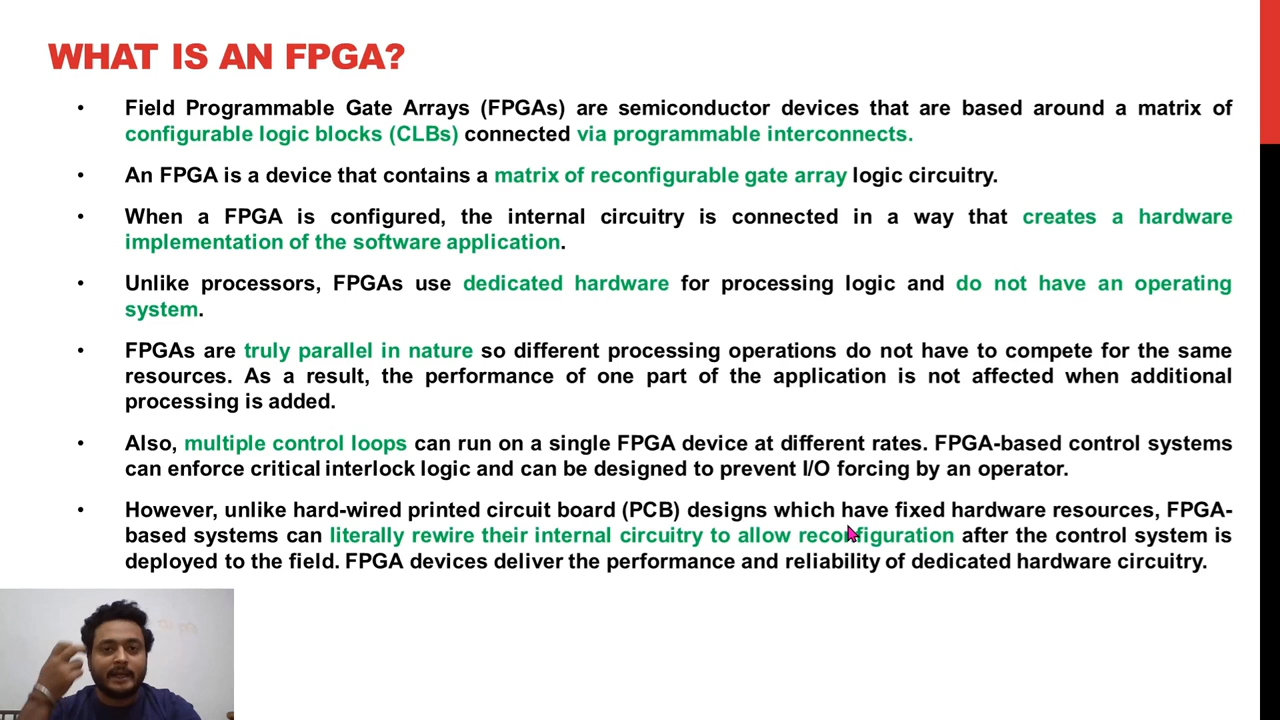 WHAT IS AN FPGA?
• Field Programmable Gate Arrays (FPGAs) are semiconductor devices that are based around a matrix of
configurable logic blocks (CLBs) connected via programmable interconnects.
• An FPGA is a device that contains a matrix of reconfigurable gate array logic circuitry.
• When a FPGA is configured, the internal circuitry is connected in a way that creates a hardware
implementation of the software application.
• Unlike processors, FPGAs use dedicated hardware for processing logic and do not have an operating
system.
• FPGAs are truly parallel in nature so different processing operations do not have to compete for the same
resources. As a result, the performance of one part of the application is not affected when additional
processing is added.
• Also, multiple control loops can run on a single FPGA device at different rates. FPGA-based control systems
can enforce critical interlock logic and can be designed to prevent I/O forcing by an operator.
• However, unlike hard-wired printed circuit board (PCB) designs which have fixed hardware resources, FPGA-
based systems can literally rewire their internal circuitry to allow reconfiguration after the control system is
deployed to the field. FPGA devices deliver the performance and reliability of dedicated hardware circuitry.